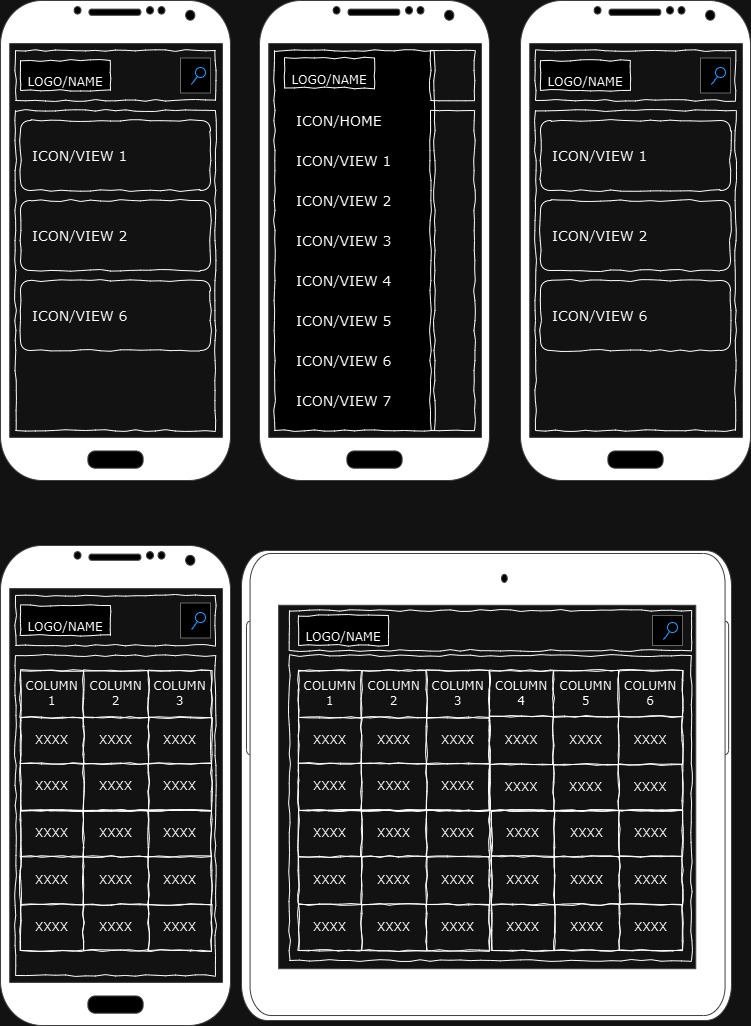 LOGO/NAME
ICON/VIEW 1
ICON/VIEW 2
ICON/VIEW 6
LOGO/NAME
ICON/HOME
ICON/VIEW 1
ICON/VIEW 2
ICON/VIEW 3
ICON/VIEW 4
ICON/VIEW 5
ICON/VIEW 6
ICON/VIEW 7
LOGO/NAME
ICON/VIEW 1
ICON/VIEW 2
ICON/VIEW 6
LOGO/NAME
COLUMN 1 COLUMN 2 COLUMN 3
XXXX XXXX XXXX
XXXX XXXX XXXX
XXXX XXXX XXXX
XXXX XXXX XXXX
XXXX XXXX XXXX
LOGO/NAME
COLUMN 1 COLUMN 2 COLUMN 3 COLUMN 4 COLUMN 5 COLUMN 6
XXXX XXXX XXXX XXXX XXXX XXXX
XXXX XXXX XXXX XXXX XXXX XXXX
XXXX XXXX XXXX XXXX XXXX XXXX
XXXX XXXX XXXX XXXX XXXX XXXX
XXXX XXXX XXXX XXXX XXXX XXXX